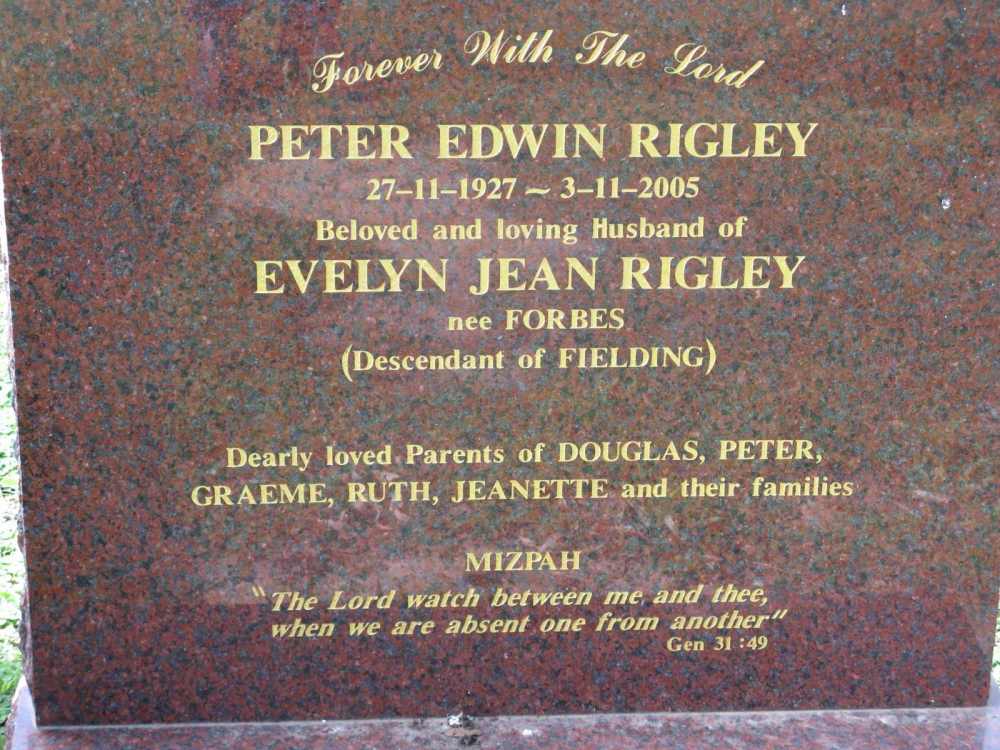 Forever With The Lord
PETER EDWIN RIGLEY
27-11-1927 ~ 3-11-2005
Beloved and loving Husband of
EVELYN JEAN RIGLEY
nee FORBES
(Descendant of FIELDING)
Dearly loved Parents of DOUGLAS, PETER,
GRAEME, RUTH, JEANETTE and their families
MIZPAH
"The Lord watch between me and thee,
when we are absent one from another"
Gen 31:49